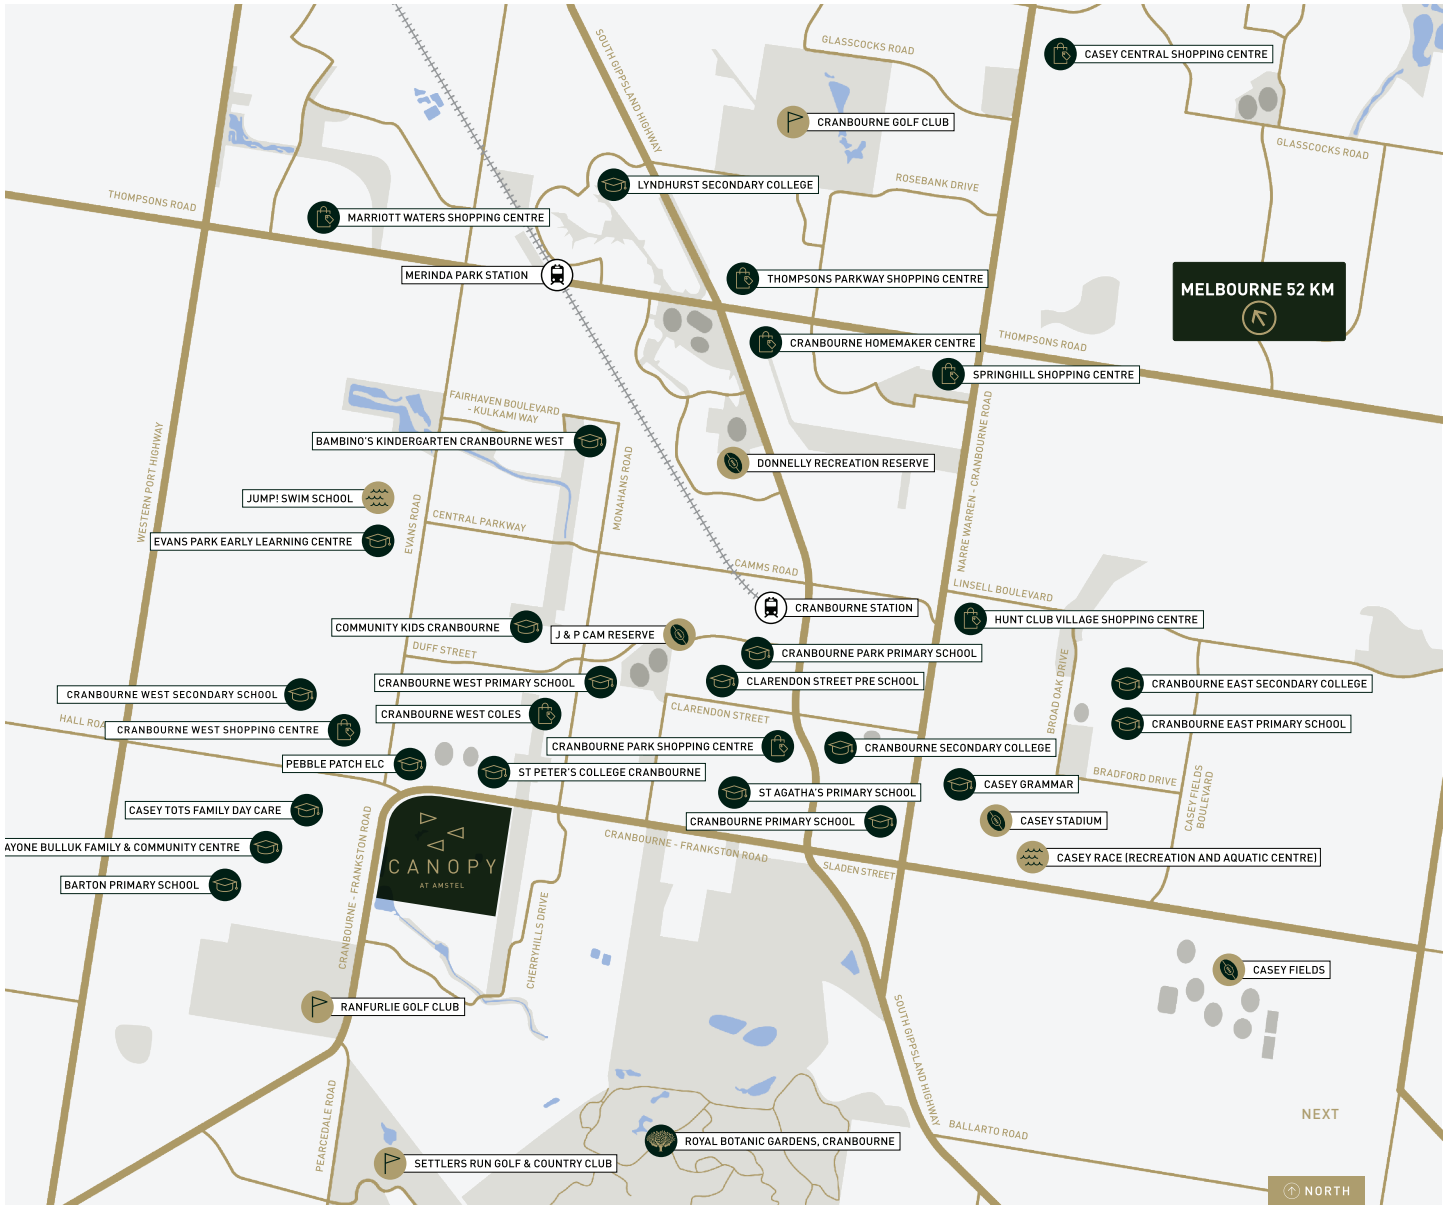 SOUTH GIPPSLAND HIGHWAY
GLASSCOCKS ROAD
CASEY CENTRAL SHOPPING CENTRE
CRANBOURNE GOLF CLUB
GLASSCOCKS ROAD
LYNDHURST SECONDARY COLLEGE
ROSEBANK DRIVE
THOMPSONS ROAD
MARRIOTT WATERS SHOPPING CENTRE
MERINDA PARK STATION
THOMPSONS PARKWAY SHOPPING CENTRE
MELBOURNE 52 KM
CRANBOURNE HOMEMAKER CENTRE
THOMPSONS ROAD
SPRINGHILL SHOPPING CENTRE
FAIRHAVEN BOULEVARD
- KULKAMI WAY
BAMBINO'S KINDERGARTEN CRANBOURNE WEST
DONNELLY RECREATION RESERVE
WESTERN PORT HIGHWAY
MONAHANS ROAD
NARRE WARREN - CRANBOURNE ROAD
JUMP! SWIM SCHOOL
EVANS ROAD
CENTRAL PARKWAY
EVANS PARK EARLY LEARNING CENTRE
CAMMS ROAD
LINSELL BOULEVARD
CRANBOURNE STATION
HUNT CLUB VILLAGE SHOPPING CENTRE
COMMUNITY KIDS CRANBOURNE
J & P CAM RESERVE
DUFF STREET
CRANBOURNE PARK PRIMARY SCHOOL
CRANBOURNE WEST PRIMARY SCHOOL
CLARENDON STREET PRE SCHOOL
BROAD OAK DRIVE
CRANBOURNE EAST SECONDARY COLLEGE
CRANBOURNE WEST SECONDARY SCHOOL
CRANBOURNE WEST COLES
CLARENDON STREET
HALL ROA
CRANBOURNE WEST SHOPPING CENTRE
CRANBOURNE EAST PRIMARY SCHOOL
CRANBOURNE PARK SHOPPING CENTRE
CRANBOURNE SECONDARY COLLEGE
PEBBLE PATCH ELC
ST PETER'S COLLEGE CRANBOURNE
BRADFORD DRIVE
CASEY GRAMMAR
ST AGATHA'S PRIMARY SCHOOL
CASEY FIELDS
BOULEVARD
CASEY TOTS FAMILY DAY CARE
CRANBOURNE PRIMARY SCHOOL
CASEY STADIUM
CRANBOURNE - FRANKSTON ROAD
AYONE BULLUK FAMILY & COMMUNITY CENTRE
CRANBOURNE - FRANKSTON ROAD
CASEY RACE (RECREATION AND AQUATIC CENTRE)
CANOPY
AT AMSTEL
SLADEN STREET
BARTON PRIMARY SCHOOL
CHERRYHILLS DRIVE
CASEY FIELDS
RANFURLIE GOLF CLUB
SOUTH GIPPSLAND HIGHWAY
PEARCEDALE ROAD
NEXT
BALLARTO ROAD
ROYAL BOTANIC GARDENS, CRANBOURNE
SETTLERS RUN GOLF & COUNTRY CLUB
NORTH